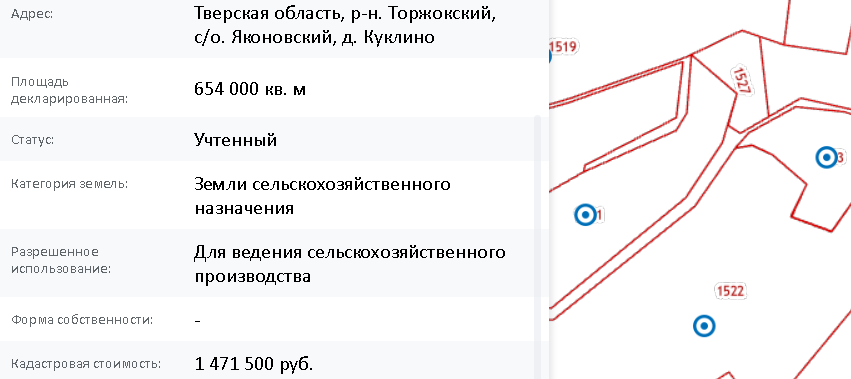 Адрес:
Тверская область, р-н. Торжокский,
с/о. Яконовский, д. Куклино
Площадь
декларированная:
654 000 кв. м
Статус:
Учтенный
Категория земель:
Земли сельскохозяйственного
назначения
Разрешенное
использование:
Для ведения сельскохозяйственного
производства
Форма собственности:
-
Кадастровая стоимость:
1 471 500 руб.
1519
1527
3
1
1522